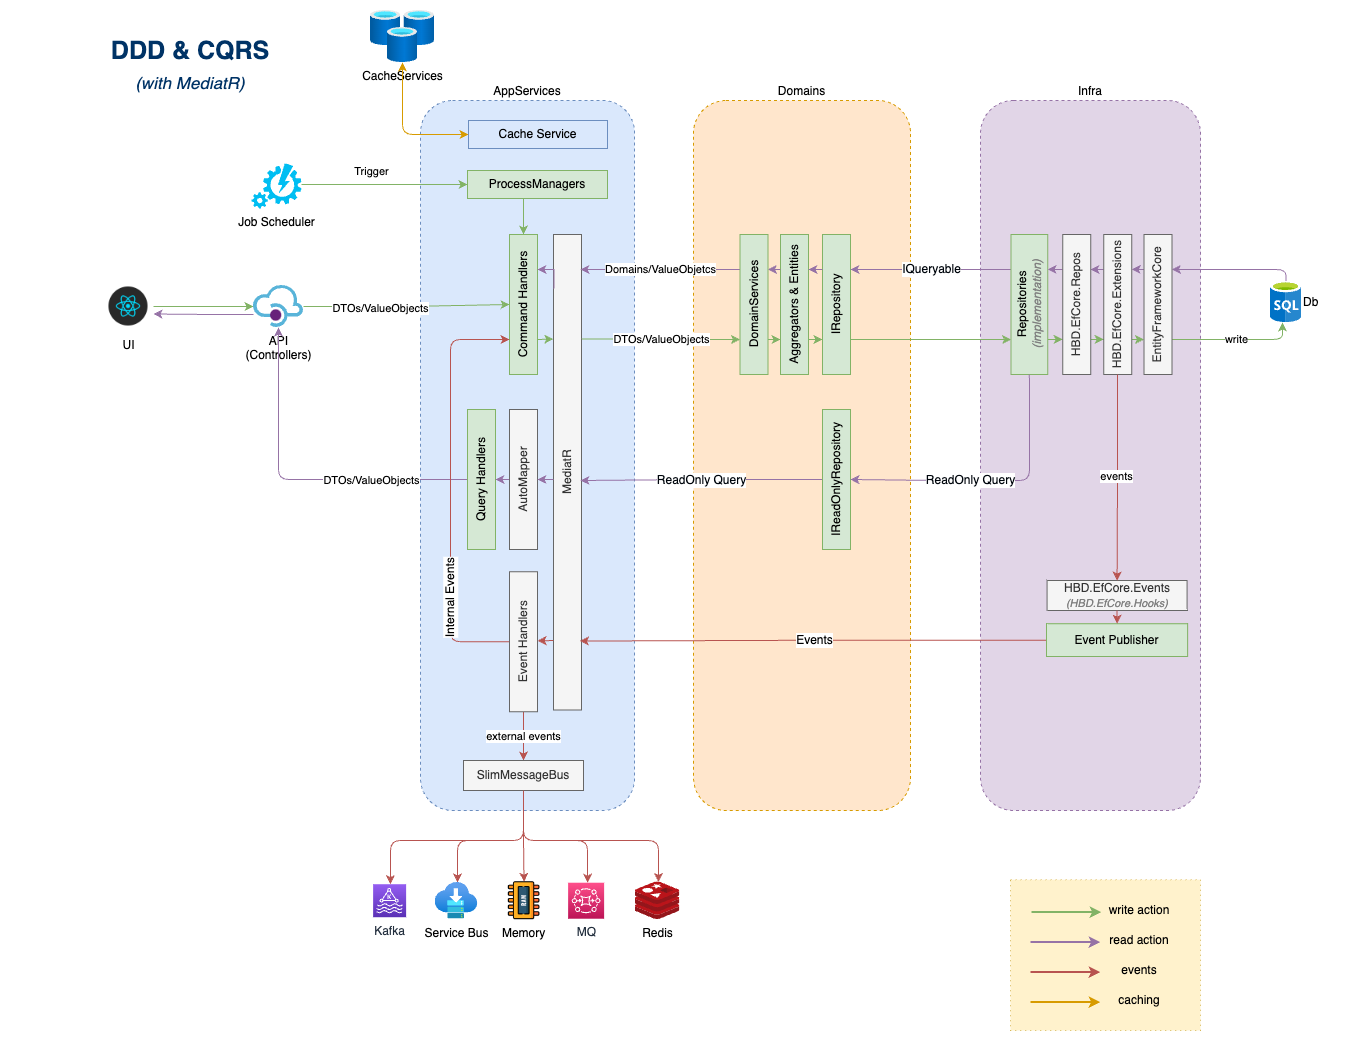 DDD & CQRS
(with MediatR)
CacheServices
AppServices
Domains
Infra
Cache Service
Trigger
ProcessManagers
Job Scheduler
Command Handlers
MediatR
Domains/ValueObjetcs
DomainServices
Aggregators & Entities
IRepository
IQueryable
Repositories
(implementation)
HBD.EfCore.Repos
HBD.EfCore.Extensions
EntityFrameworkCore
SQL
Db
DTOs/ValueObjects
DTOs/ValueObjects
write
UI
API
(Controllers)
Query Handlers
AutoMapper
DTOs/ValueObjects
ReadOnly Query
IReadOnlyRepository
ReadOnly Query
events
Internal Events
Event Handlers
HBD.EfCore.Events
(HBD.EfCore.Hooks)
Events
Event Publisher
external events
SlimMessageBus
K
RAM
Kafka
Service Bus
Memory
MQ
Redis
write action
read action
events
caching